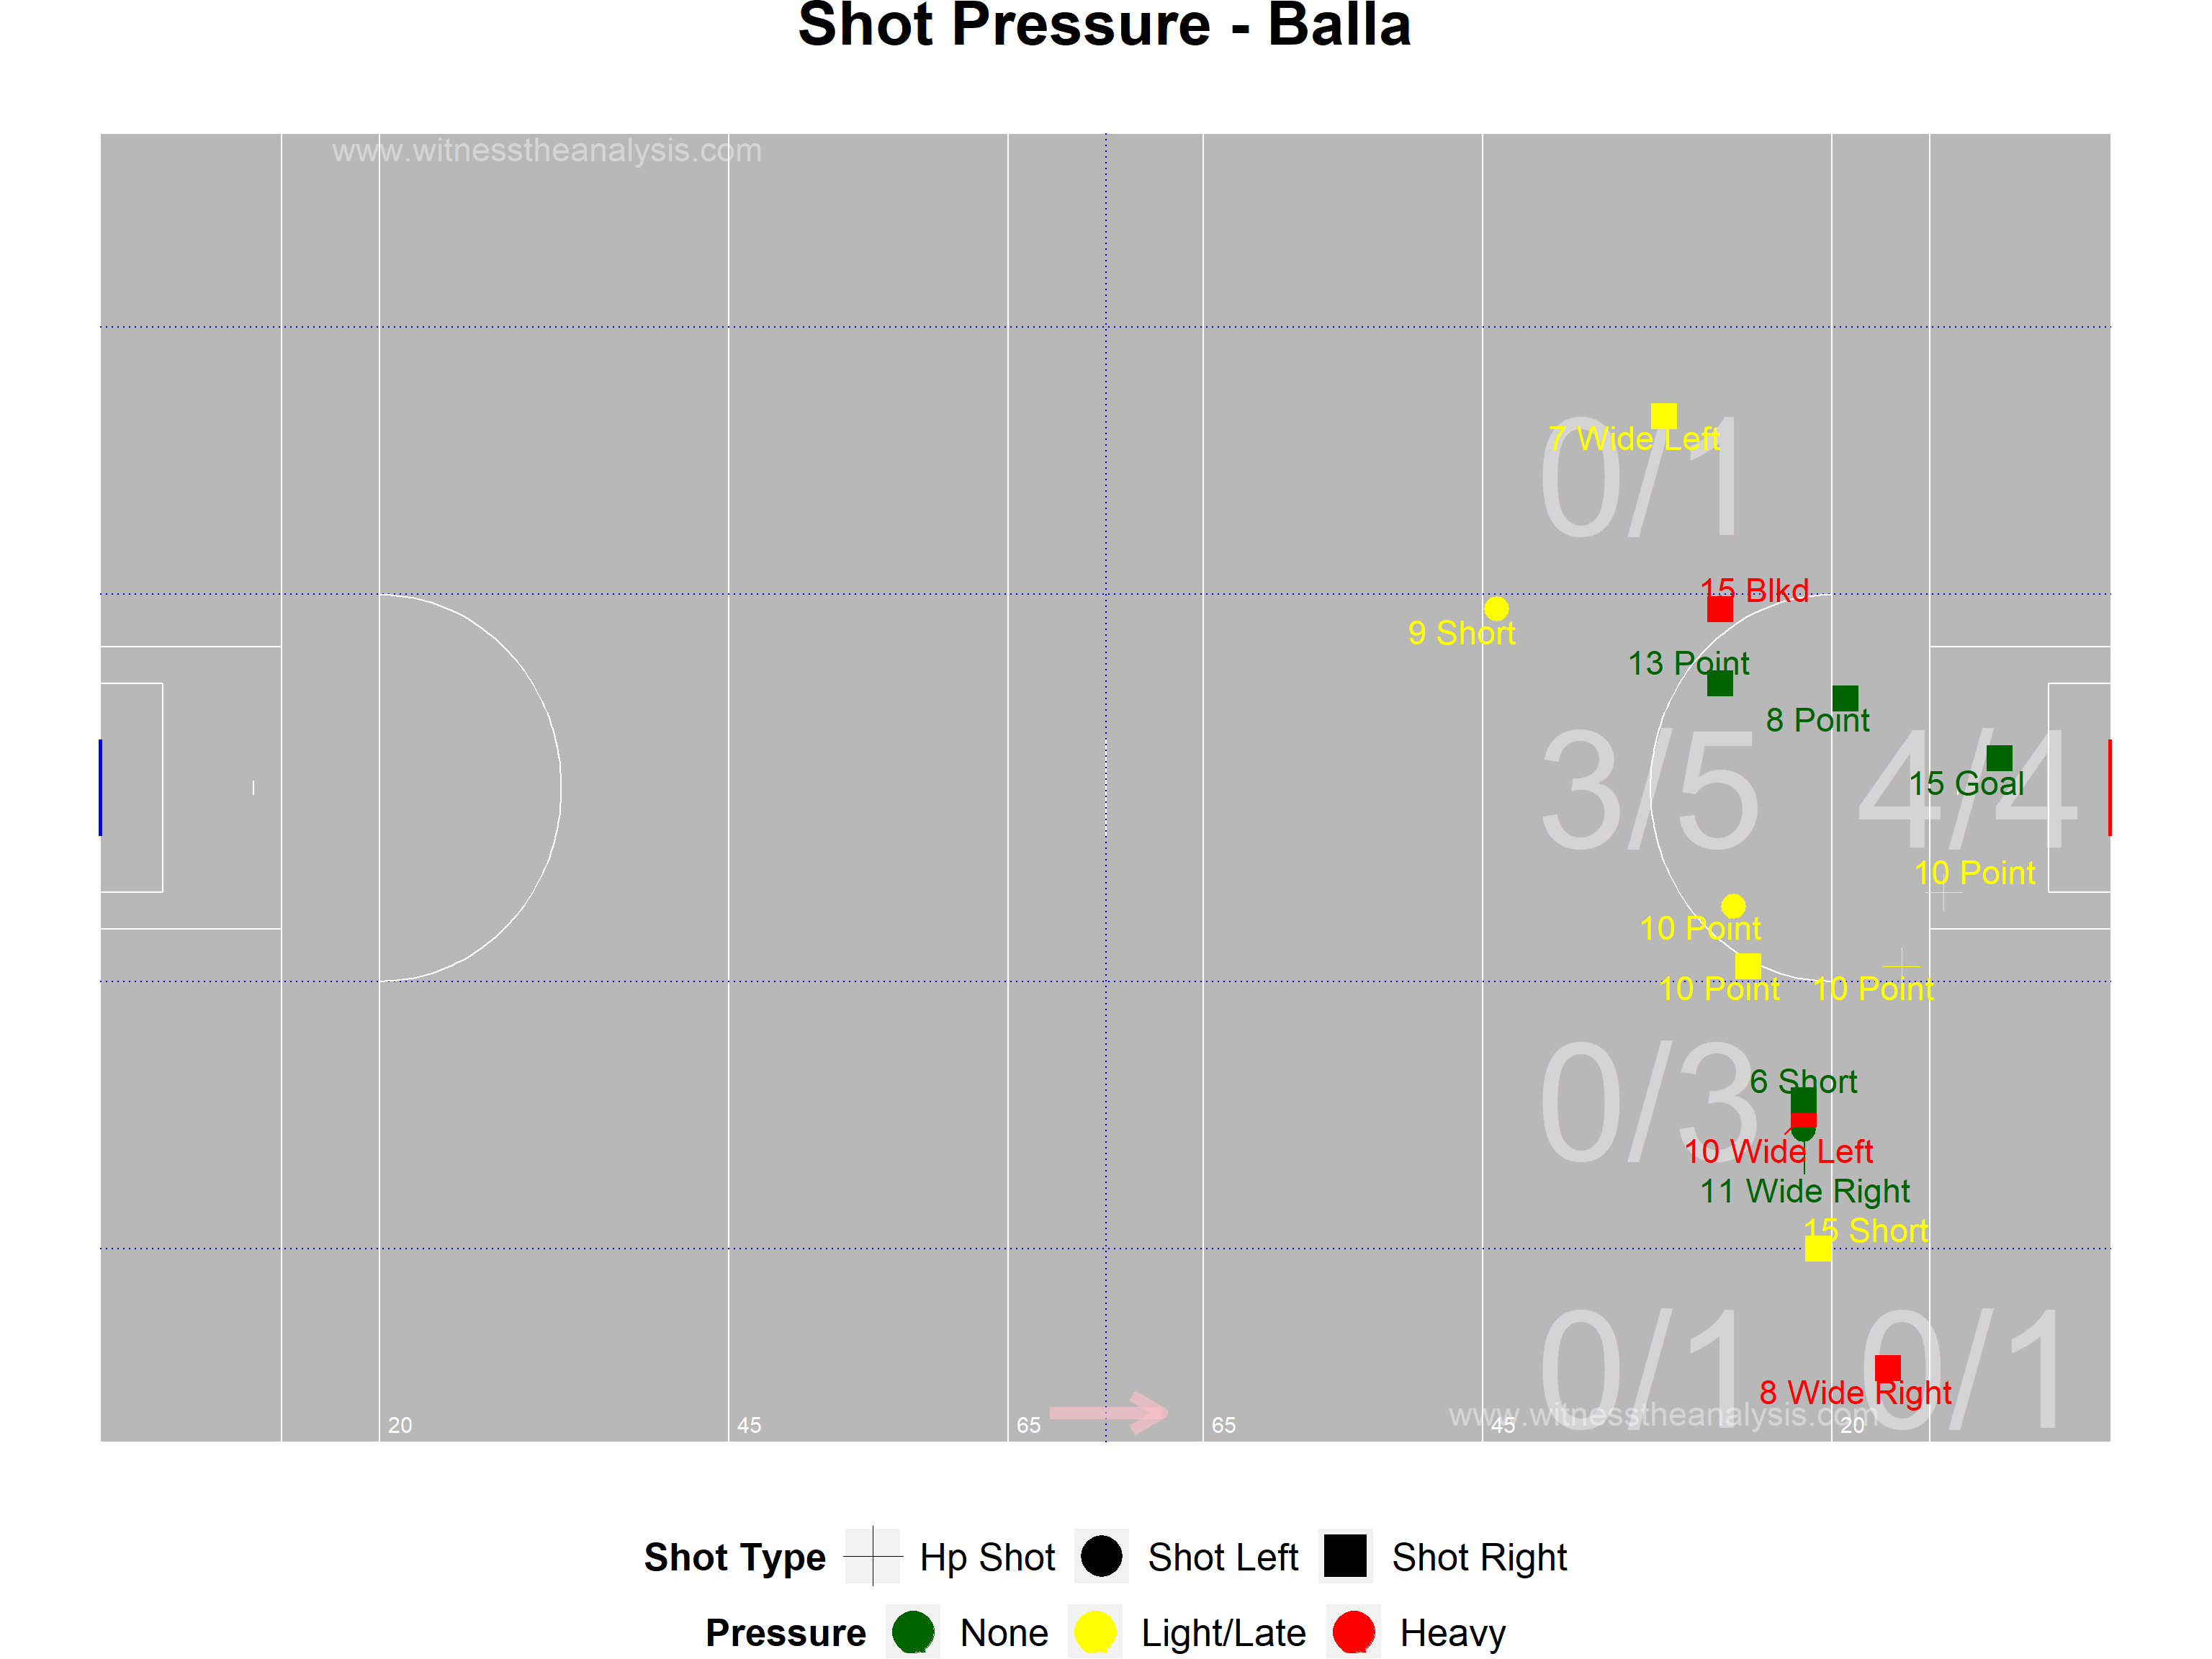 Shot Pressure - Balla
www.witnesstheanalysis.com
7 Wide Left
0/1
15 Blkd
9 Short
13 Point
8 Point
3/5
4/4
15 Goal
10 Point
10 Point
10 Point
10 Point
6 Short
0/3
10 Wide Left
11 Wide Right
15 Short
0/1
0/1
8 Wide Right
www.witnesstheanalysis.com
20
45
65
65
45
20
Shot Type Hp Shot Shot Left Shot Right
Pressure None Light/Late Heavy